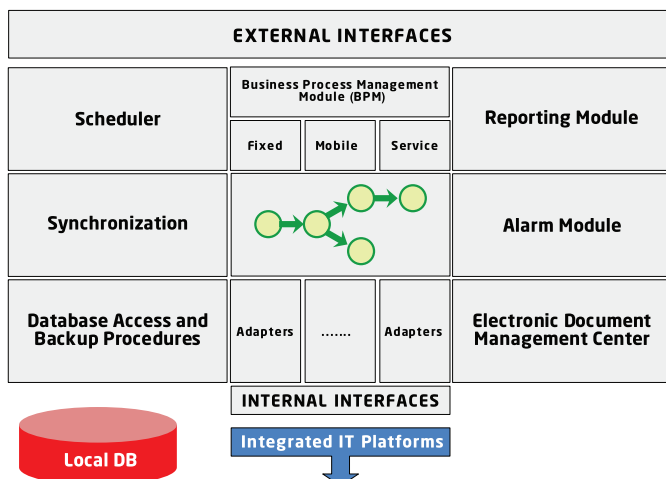 EXTERNAL INTERFACES
Scheduler
Business Process Management
Module (BPM)
Reporting Module
Fixed
Mobile
Service
Synchronization
Alarm Module
Database Access and
Backup Procedures
Adapters
.......
Adapters
Electronic Document
Management Center
INTERNAL INTERFACES
Integrated IT Platforms
Local DB